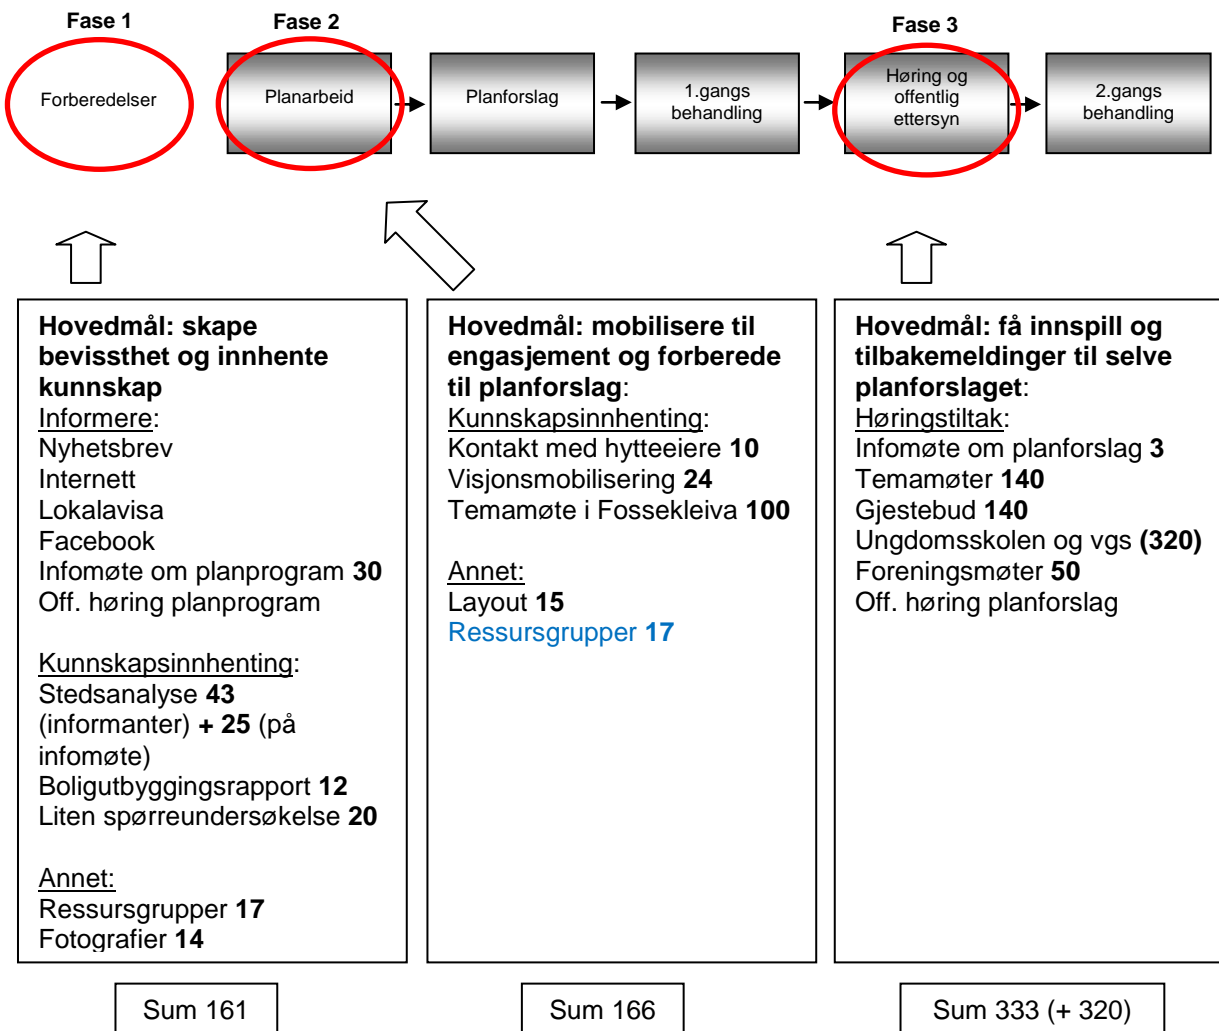 Fase 1
Fase 2
Fase 3
Forberedelser
Planarbeid
Planforslag
1.gangs
behandling
Høring og
offentlig
ettersyn
2.gangs
behandling
Hovedmål: skape
bevissthet og innhente
kunnskap
Informere:
Nyhetsbrev
Internett
Lokalavisa
Facebook
Infomøte om planprogram 30
Off. høring planprogram
Kunnskapsinnhenting:
Stedsanalyse 43
(informanter) + 25 (på
infomøte)
Boligutbyggingsrapport 12
Liten spørreundersøkelse 20
Annet:
Ressursgrupper 17
Fotografier 14
Sum 161
Hovedmål: mobilisere til
engasjement og forberede
til planforslag:
Kunnskapsinnhenting:
Kontakt med hytteeiere 10
Visjonsmobilisering 24
Temamøte i Fossekleiva 100
Annet:
Layout 15
Ressursgrupper 17
Sum 166
Hovedmål: få innspill og
tilbakemeldinger til selve
planforslaget:
Høringstiltak:
Infomøte om planforslag 3
Temamøter 140
Gjestebud 140
Ungdomsskolen og vgs (320)
Foreningsmøter 50
Off. høring planforslag
Sum 333 (+ 320)